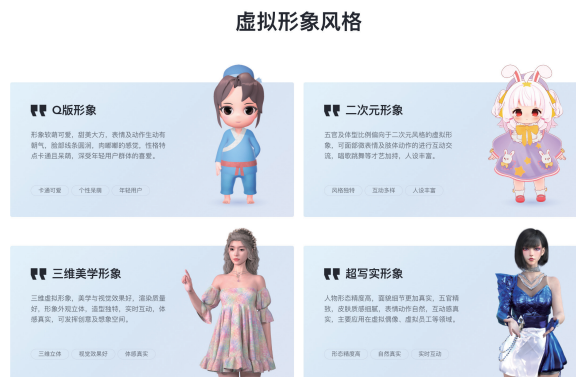 虚拟形象风格
Q版形象
形象软萌可爱，甜美大方，表情及动作生动有
朝气，脸部线条圆润，肉嘟嘟的感觉，性格特
点卡通且呆萌，深受年轻用户群体的喜爱。
卡通可爱 个性呆萌 年轻用户
二次元形象
五官及体型比例偏向于二次元风格的虚拟形
象，可面部微表情及肢体动作的进行互动交
流。唱歌跳舞等才艺加持，人设丰富。
风格独特 互动多样 人设丰富
三维美学形象
三维虚拟形象，美学与视觉效果好，渲染质量
好，形象外观立体，造型独特，实时互动，体
感真实，可发挥创意及想象空间。
三维立体 视觉效果好 体感真实
超写实形象
人物形态精度高，面貌细节更加真实，五官精
致，皮肤质感细腻，表情动作自然，互动感真
实，主要应用在虚拟偶像，虚拟员工等领域。
形态精度高 自然真实 实时互动